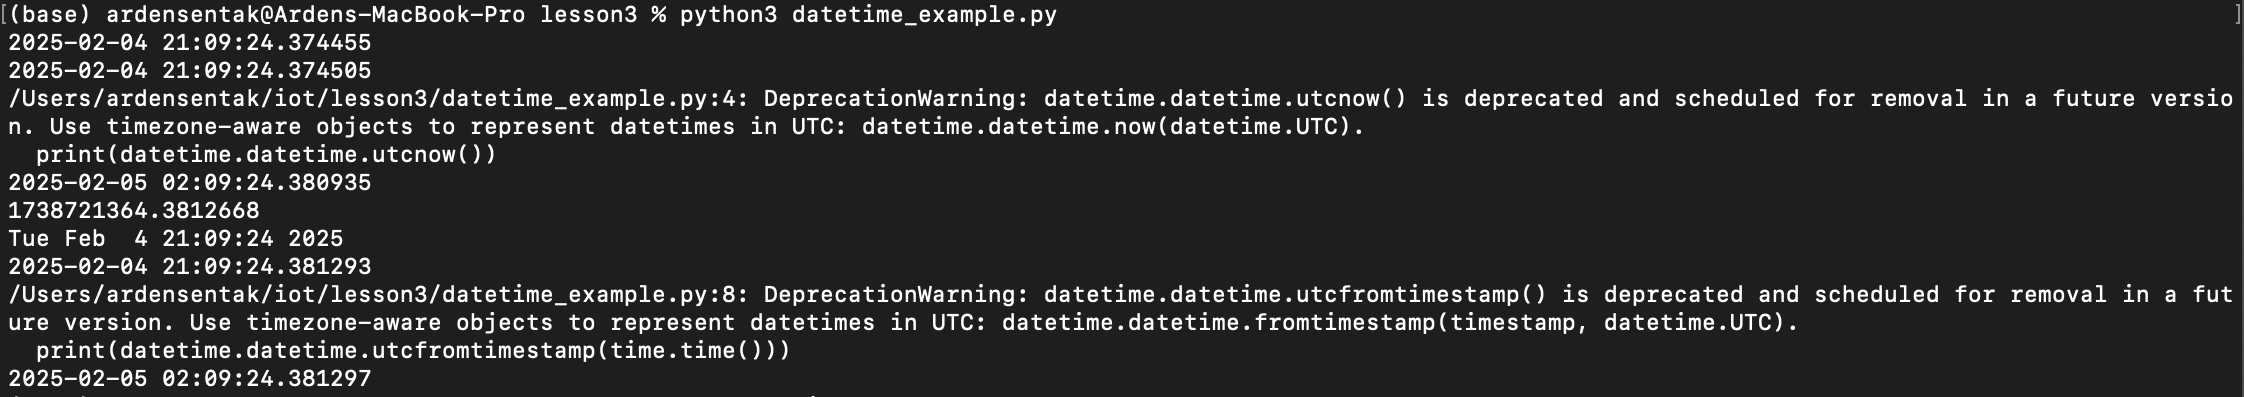 [(base) ardensentak@Ardens-MacBook-Pro lesson3 % python3 datetime_example.py ]
2025-02-04 21:09:24.374455
2025-02-04 21:09:24.374505
/Users/ardensentak/iot/lesson3/datetime_example.py:4: DeprecationWarning: datetime.datetime.utcnow() is deprecated and scheduled for removal in a future versio
n. Use timezone-aware objects to represent datetimes in UTC: datetime.datetime.now(datetime.UTC).
  print(datetime.datetime.utcnow())
2025-02-05 02:09:24.380935
1738721364.3812668
Tue Feb  4 21:09:24 2025
2025-02-04 21:09:24.381293
/Users/ardensentak/iot/lesson3/datetime_example.py:8: DeprecationWarning: datetime.datetime.utcfromtimestamp() is deprecated and scheduled for removal in a fut
ure version. Use timezone-aware objects to represent datetimes in UTC: datetime.datetime.fromtimestamp(timestamp, datetime.UTC).
  print(datetime.datetime.utcfromtimestamp(time.time()))
2025-02-05 02:09:24.381297